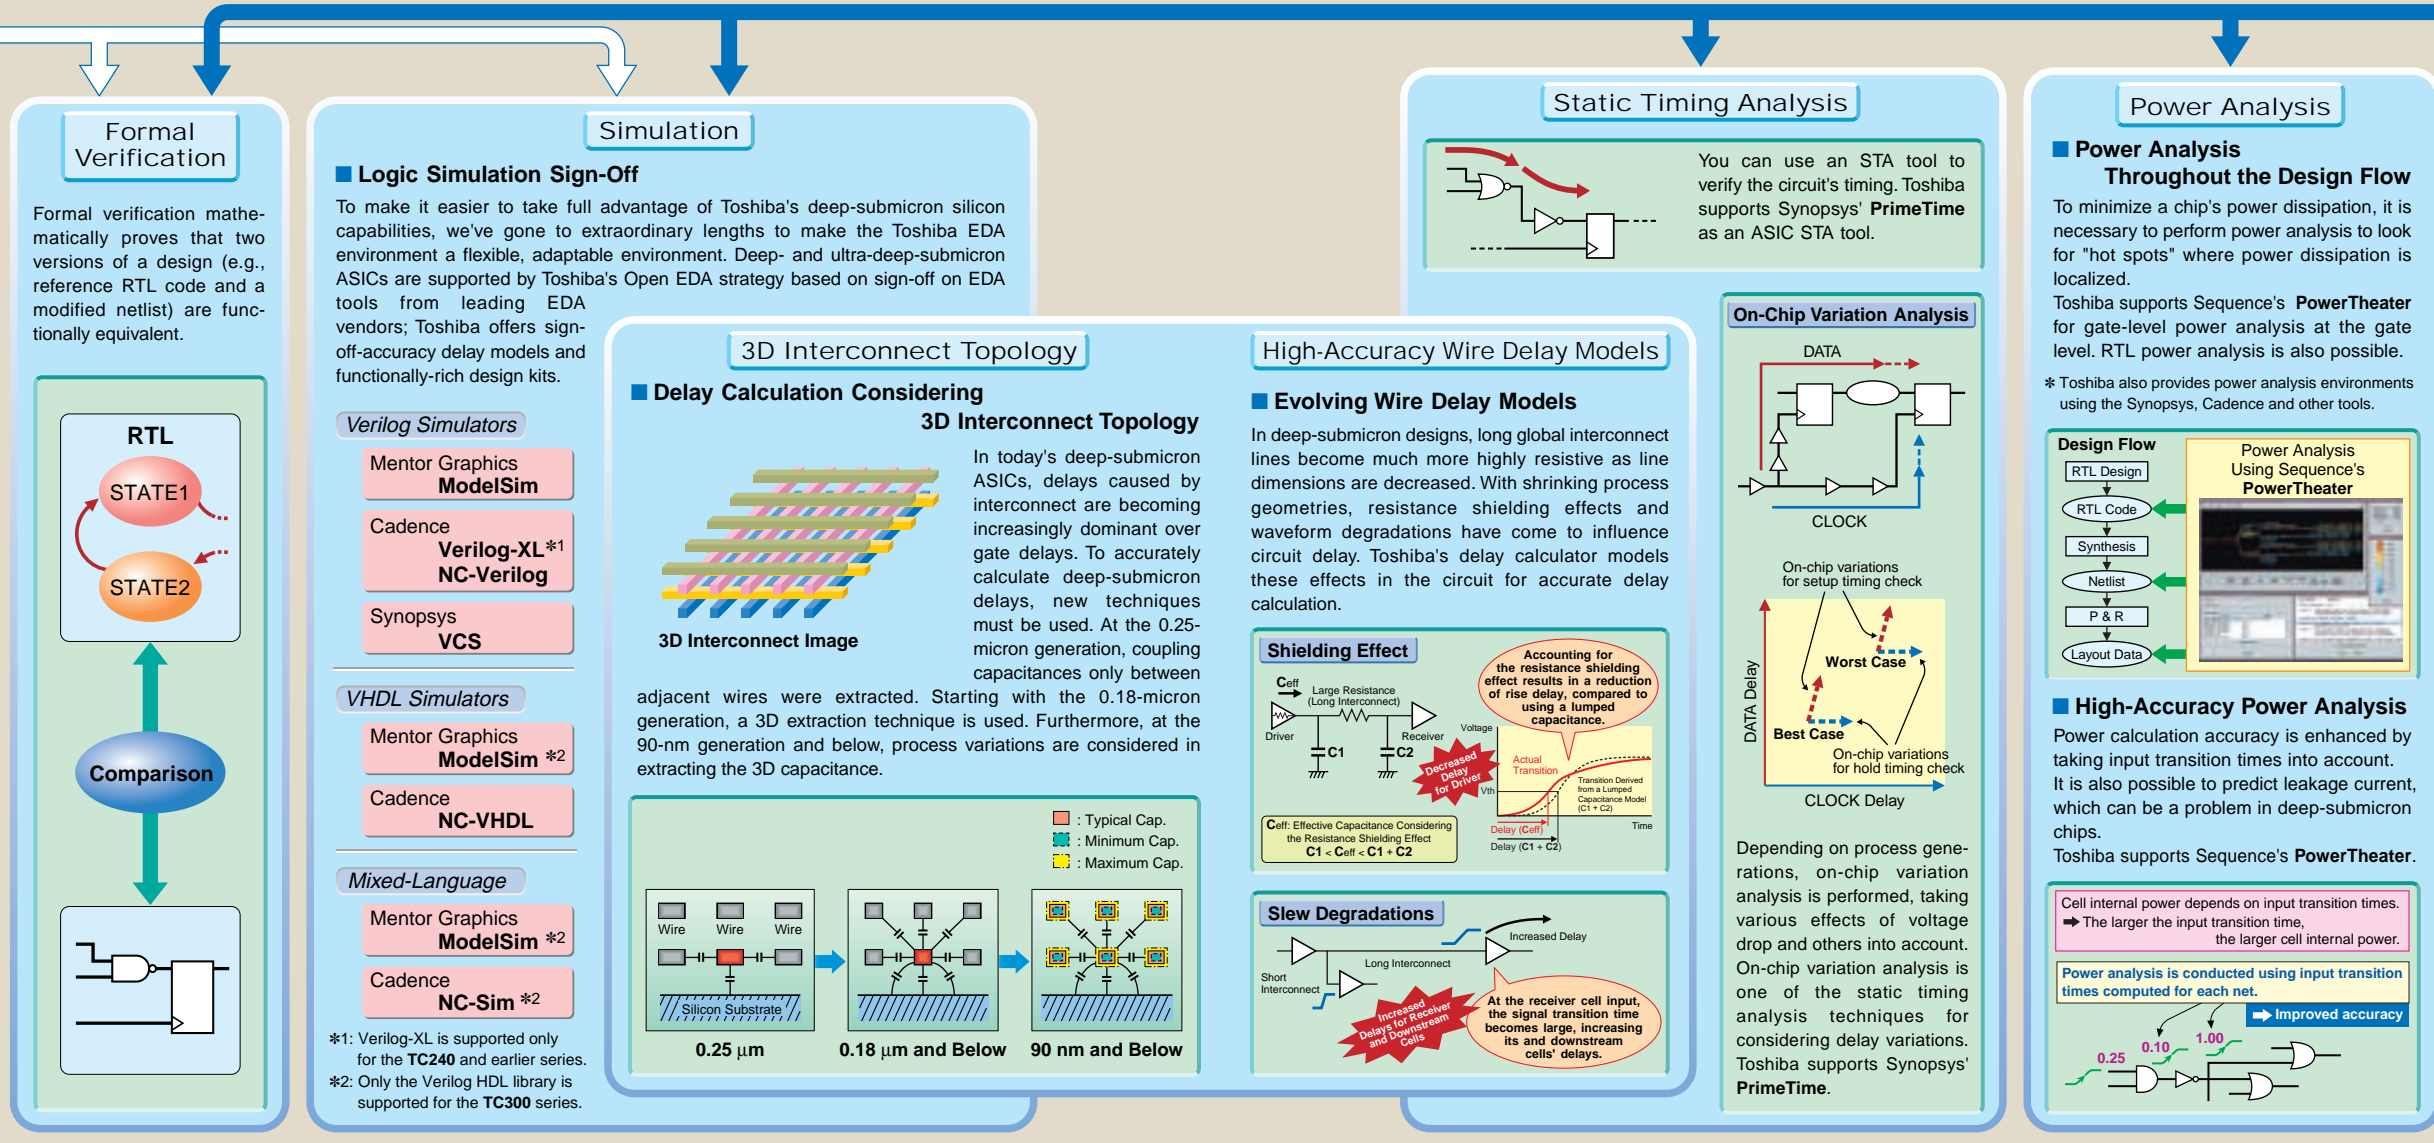 Formal
Verification
Formal verification mathe-
matically proves that two
versions of a design (e.g.,
reference RTL code and a
modified netlist) are func-
tionally equivalent.
RTL
STATE1
STATE2
Comparison
Simulation
■ Logic Simulation Sign-Off
To make it easier to take full advantage of Toshiba's deep-submicron silicon
capabilities, we've gone to extraordinary lengths to make the Toshiba EDA
environment a flexible, adaptable environment. Deep- and ultra-deep-submicron
ASICs are supported by Toshiba's Open EDA strategy based on sign-off on EDA
tools from leading EDA
vendors; Toshiba offers sign-
off-accuracy delay models and
functionally-rich design kits.
Verilog Simulators
Mentor Graphics
ModelSim
Cadence
Verilog-XL*1
NC-Verilog
Synopsys
VCS
VHDL Simulators
Mentor Graphics
ModelSim *2
Cadence
NC-VHDL
Mixed-Language
Mentor Graphics
ModelSim *2
Cadence
NC-Sim *2
*1: Verilog-XL is supported only
for the TC240 and earlier series.
*2: Only the Verilog HDL library is
supported for the TC300 series.
3D Interconnect Topology
■ Delay Calculation Considering
3D Interconnect Topology
3D Interconnect Image
In today's deep-submicron
ASICs, delays caused by
interconnect are becoming
increasingly dominant over
gate delays. To accurately
calculate deep-submicron
delays, new techniques
must be used. At the 0.25-
micron generation, coupling
capacitances only between
adjacent wires were extracted. Starting with the 0.18-micron
generation, a 3D extraction technique is used. Furthermore, at the
90-nm generation and below, process variations are considered in
extracting the 3D capacitance.
: Typical Cap.
: Minimum Cap.
: Maximum Cap.
Wire Wire Wire
Silicon Substrate
0.25 μm
0.18 μm and Below
90 nm and Below
High-Accuracy Wire Delay Models
■ Evolving Wire Delay Models
In deep-submicron designs, long global interconnect
lines become much more highly resistive as line
dimensions are decreased. With shrinking process
geometries, resistance shielding effects and
waveform degradations have come to influence
circuit delay. Toshiba's delay calculator models
these effects in the circuit for accurate delay
calculation.
Shielding Effect
Ceff
Large Resistance
(Long Interconnect)
Driver
Receiver
C1
C2
Accounting for
the resistance shielding
effect results in a reduction
of rise delay, compared to
using a lumped
capacitance.
Decreased
Delay
for Driver
Voltage
Vth
Actual
Transition
Transition Derived
from a Lumped
Capacitance Model
(C1 + C2)
Time
Delay (Ceff)
Delay (C1 + C2)
Ceff: Effective Capacitance Considering
the Resistance Shielding Effect
C1 < Ceff < C1 + C2
Slew Degradations
Increased Delay
Long Interconnect
Short
Interconnect
Increased
Delays for Receiver
and Downstream
Cells
At the receiver cell input,
the signal transition time
becomes large, increasing
its and downstream
cells' delays.
Static Timing Analysis
You can use an STA tool to
verify the circuit's timing. Toshiba
supports Synopsys' PrimeTime
as an ASIC STA tool.
On-Chip Variation Analysis
DATA
CLOCK
On-chip variations
for setup timing check
Worst Case
Best Case
On-chip variations
for hold timing check
DATA Delay
CLOCK Delay
Depending on process gene-
rations, on-chip variation
analysis is performed, taking
various effects of voltage
drop and others into account.
On-chip variation analysis is
one of the static timing
analysis techniques for
considering delay variations.
Toshiba supports Synopsys'
PrimeTime.
Power Analysis
■ Power Analysis
Throughout the Design Flow
To minimize a chip's power dissipation, it is
necessary to perform power analysis to look
for "hot spots" where power dissipation is
localized.
Toshiba supports Sequence's PowerTheater
for gate-level power analysis at the gate
level. RTL power analysis is also possible.
* Toshiba also provides power analysis environments
using the Synopsys, Cadence and other tools.
Design Flow
RTL Design
RTL Code
Synthesis
Netlist
P & R
Layout Data
Power Analysis
Using Sequence's
PowerTheater
■ High-Accuracy Power Analysis
Power calculation accuracy is enhanced by
taking input transition times into account.
It is also possible to predict leakage current,
which can be a problem in deep-submicron
chips.
Toshiba supports Sequence's PowerTheater.
Cell internal power depends on input transition times.
➡ The larger the input transition time,
the larger cell internal power.
Power analysis is conducted using input transition
times computed for each net.
➡ Improved accuracy
0.25
0.10
1.00